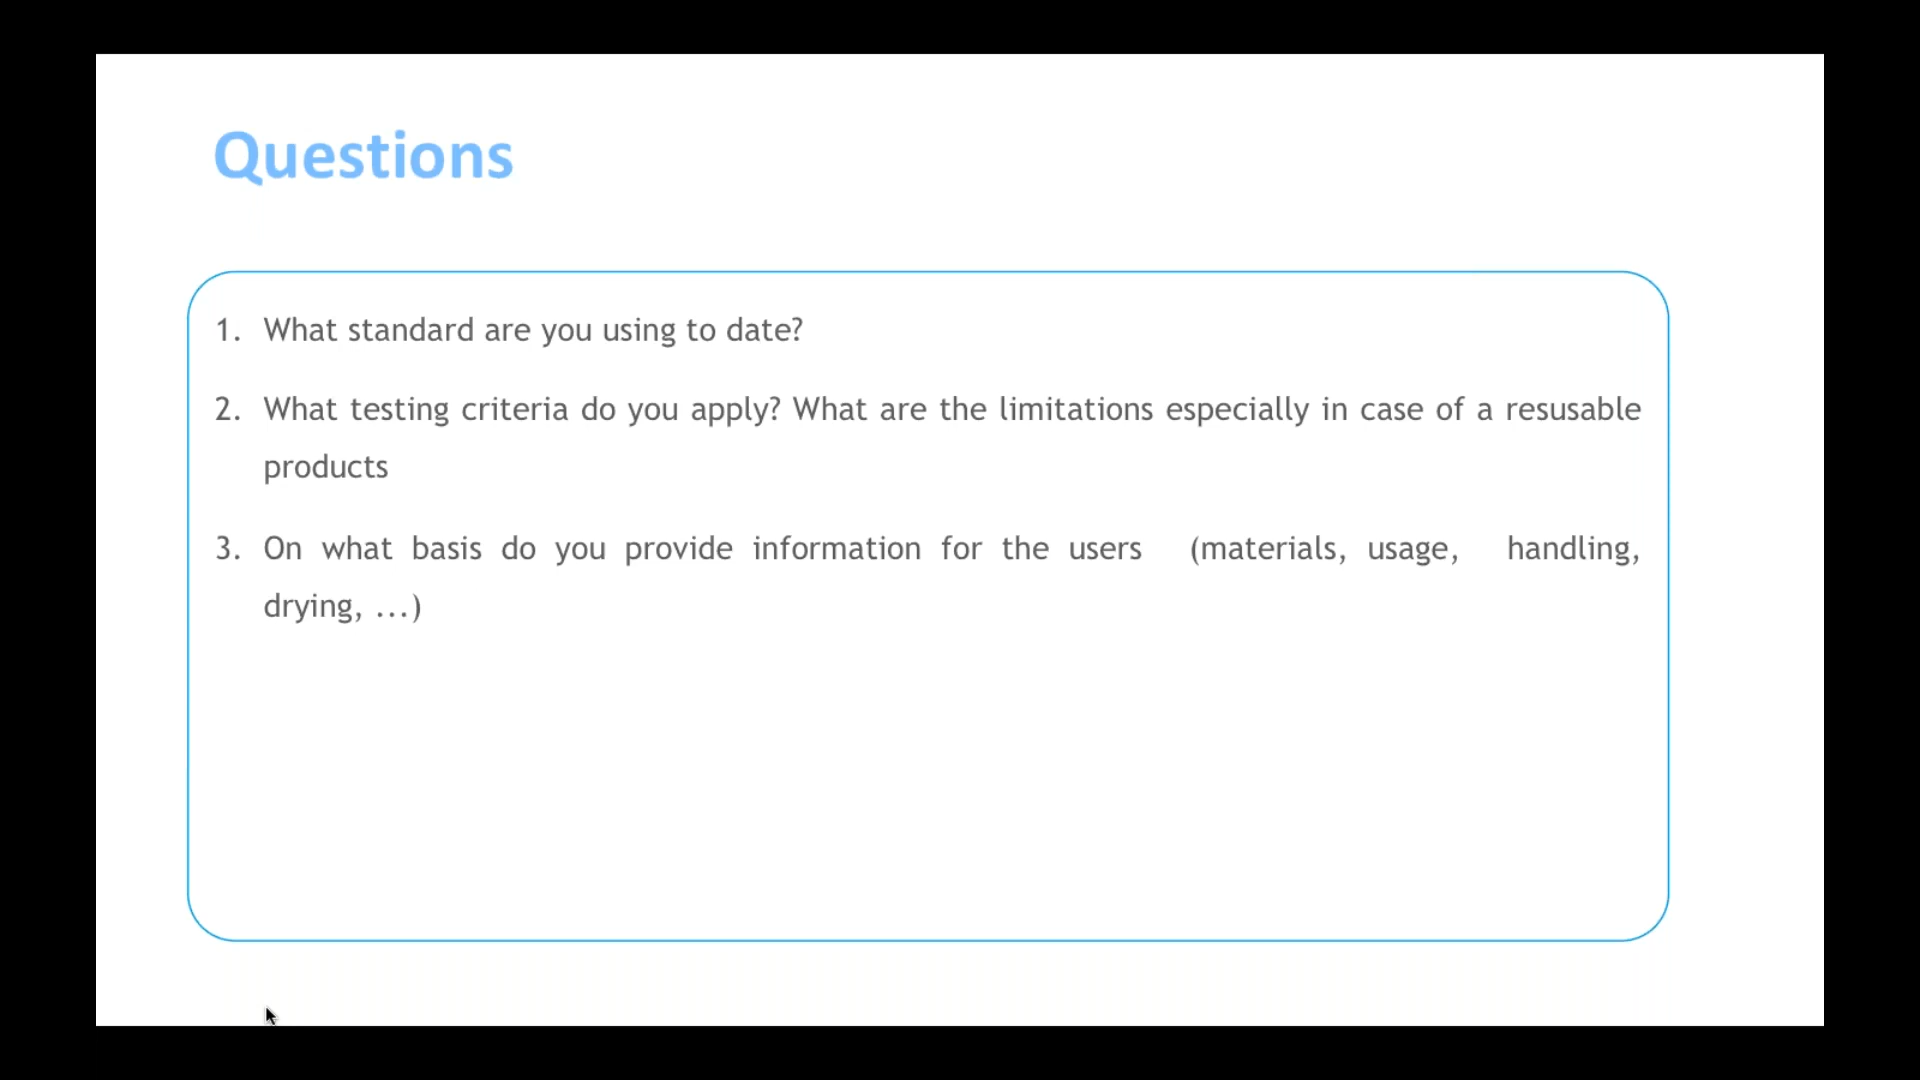 Questions
1. What standard are you using to date?
2. What testing criteria do you apply? What are the limitations especially in case of a resusable
products
3. On what basis do you provide information for the users (materials, usage, handling,
drying, ...)